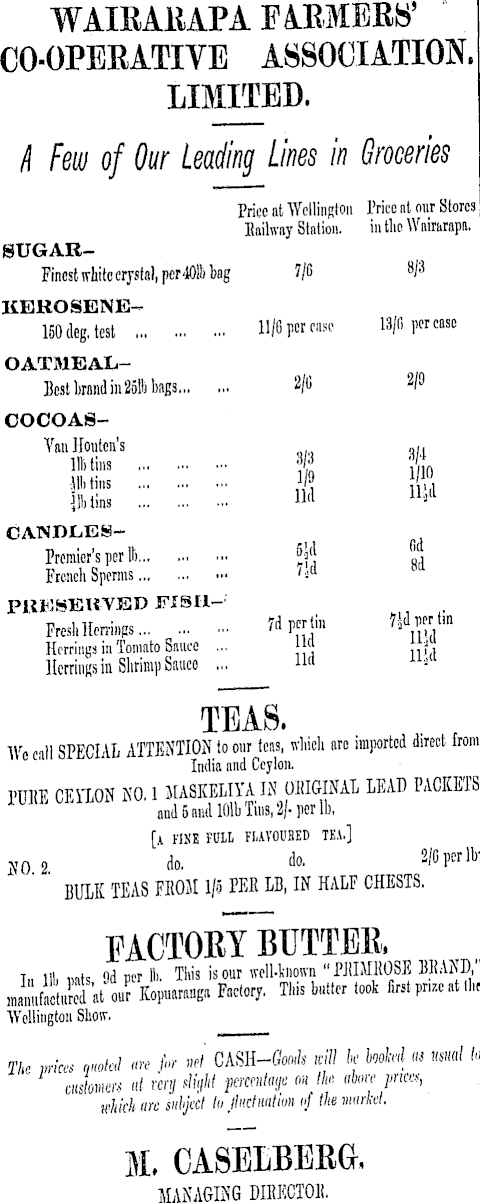 WAIRARAPA FARMERS'
CO-OPERATIVE ASSOCIATION.
LIMITED.
A Few of Our Leading Lines in Groceries
Price at Wellington Railway Station. Price at our Stores in the Wairarapa.
SUGAR—
Finest white crystal, per 40lb bag 7/6 8/3
KEROSENE—
150 deg. test ... ... ... 11/6 per case 13/6 per case
OATMEAL—
Best brand in 25lb bags... ... 2/6 2/9
COCOAS—
Van Houten's
1lb tins ... ... ... 3/3 3/4
½lb tins ... ... ... 1/9 1/10
¼lb tins ... ... ... 11d 11½d
CANDLES—
Premier's per lb... ... ... 5½d 6d
French Sperms ... ... ... 7½d 8d
PRESERVED FISH—
Fresh Herrings ... ... ... 7d per tin 7½d per tin
Herrings in Tomato Sauce ... 11d 11½d
Herrings in Shrimp Sauce ... 11d 11½d
TEAS.
We call SPECIAL ATTENTION to our teas, which are imported direct from
India and Ceylon.
PURE CEYLON NO. 1 MASKELIYA IN ORIGINAL LEAD PACKETS
and 5 and 10lb Tins, 2/- per lb.
[A FINE FULL FLAVOURED TEA.]
NO. 2. do. do. 2/6 per lb
BULK TEAS FROM 1/5 PER LB, IN HALF CHESTS.
FACTORY BUTTER.
In 1lb pats, 9d per lb. This is our well-known "PRIMROSE BRAND,"
manufactured at our Kopuaranga Factory. This butter took first prize at the
Wellington Show.
The prices quoted are for net CASH—Goods will be booked as usual to
customers at very slight percentage on the above prices,
which are subject to fluctuation of the market.
M. CASELBERG,
MANAGING DIRECTOR.